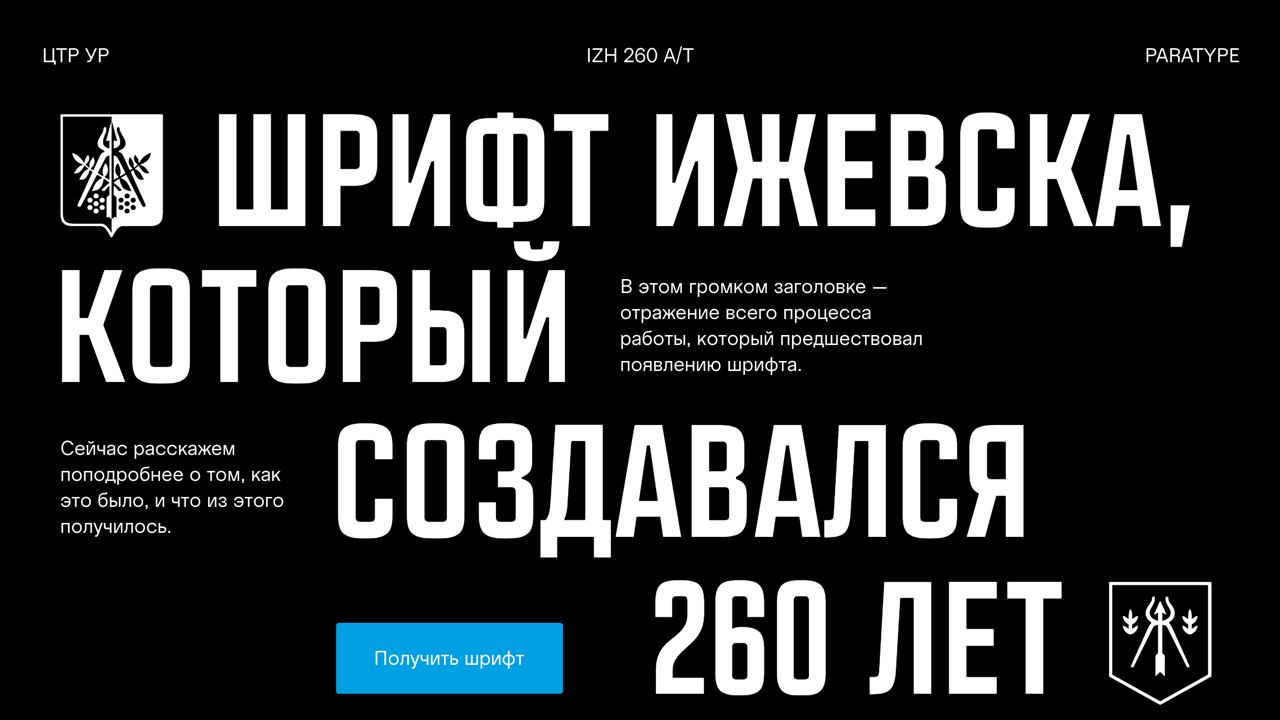 ЦТР УР
IZH 260 A/T
PARATYPE
ШРИФТ ИЖЕВСКА,
КОТОРЫЙ
В этом громком заголовке —
отражение всего процесса
работы, который предшествовал
появлению шрифта.
СОЗДАВАЛСЯ
Сейчас расскажем
поподробнее о том, как
это было, и что из этого
получилось.
260 ЛЕТ
Получить шрифт